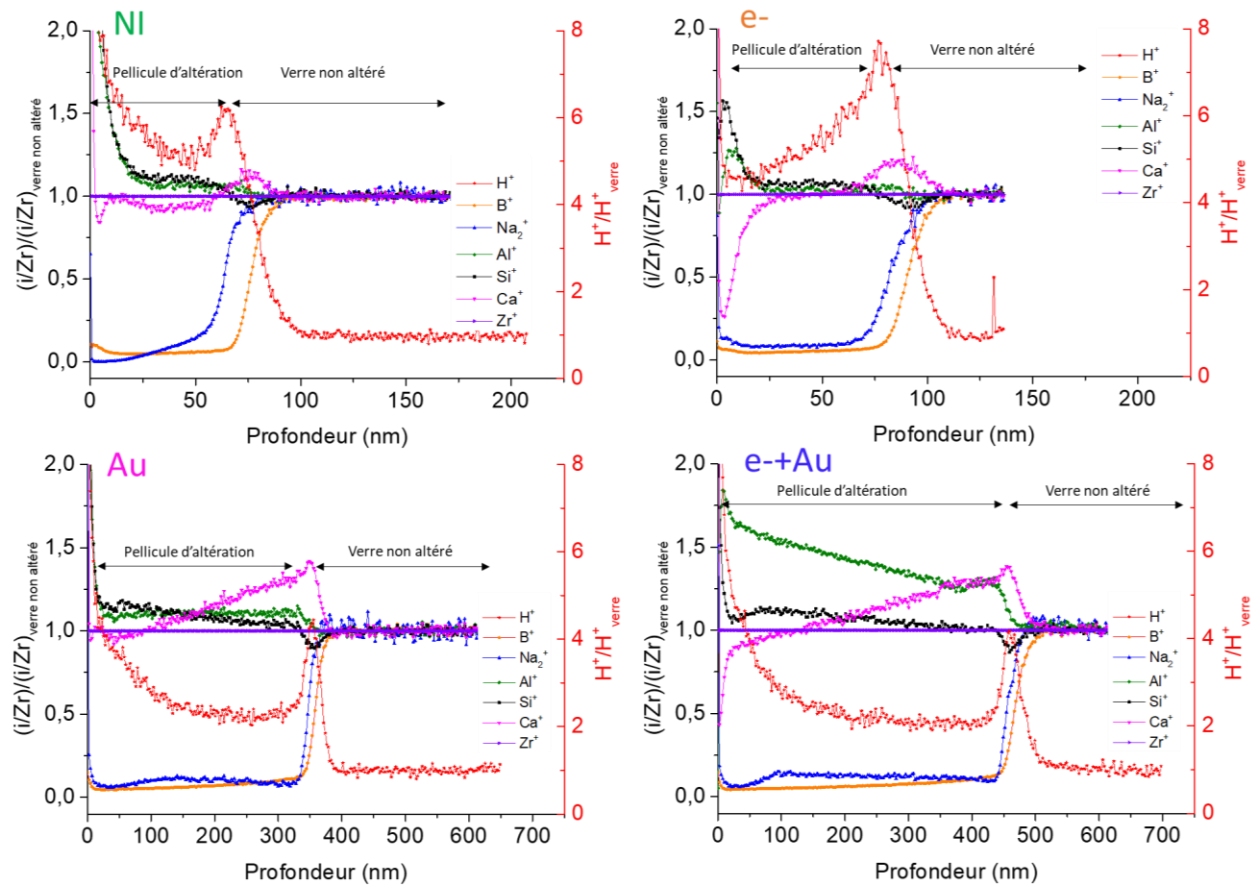 NI
2,0
1,5
1,0
0,5
0,0
(i/Zr)/(i/Zr)verre non altéré
8
6
4
2
0
H+/H+verre
Pellicule d'altération
Verre non altéré
H+
B+
Na2+
Al+
Si+
Ca+
Zr+
0 50 100 150 200
Profondeur (nm)
e-
2,0
1,5
1,0
0,5
0,0
(i/Zr)/(i/Zr)verre non altéré
8
6
4
2
0
H+/H+verre
Pellicule d'altération
Verre non altéré
H+
B+
Na2+
Al+
Si+
Ca+
Zr+
0 50 100 150 200
Profondeur (nm)
Au
2,0
1,5
1,0
0,5
0,0
(i/Zr)/(i/Zr)verre non altéré
8
6
4
2
0
H+/H+verre
Pellicule d'altération
Verre non altéré
H+
B+
Na2+
Al+
Si+
Ca+
Zr+
0 100 200 300 400 500 600 700
Profondeur (nm)
e-+Au
2,0
1,5
1,0
0,5
0,0
(i/Zr)/(i/Zr)verre non altéré
8
6
4
2
0
H+/H+verre
Pellicule d'altération
Verre non altéré
H+
B+
Na2+
Al+
Si+
Ca+
Zr+
0 100 200 300 400 500 600 700
Profondeur (nm)